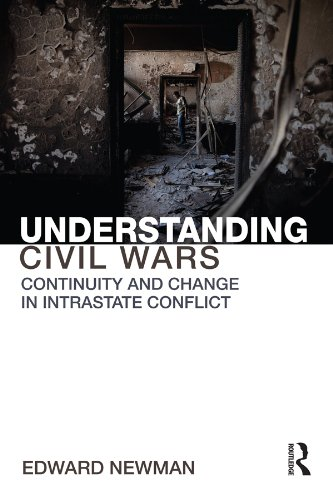 UNDERSTANDING
CIVIL WARS
CONTINUITY AND CHANGE
IN INTRASTATE CONFLICT
EDWARD NEWMAN
R
ROUTLEDGE